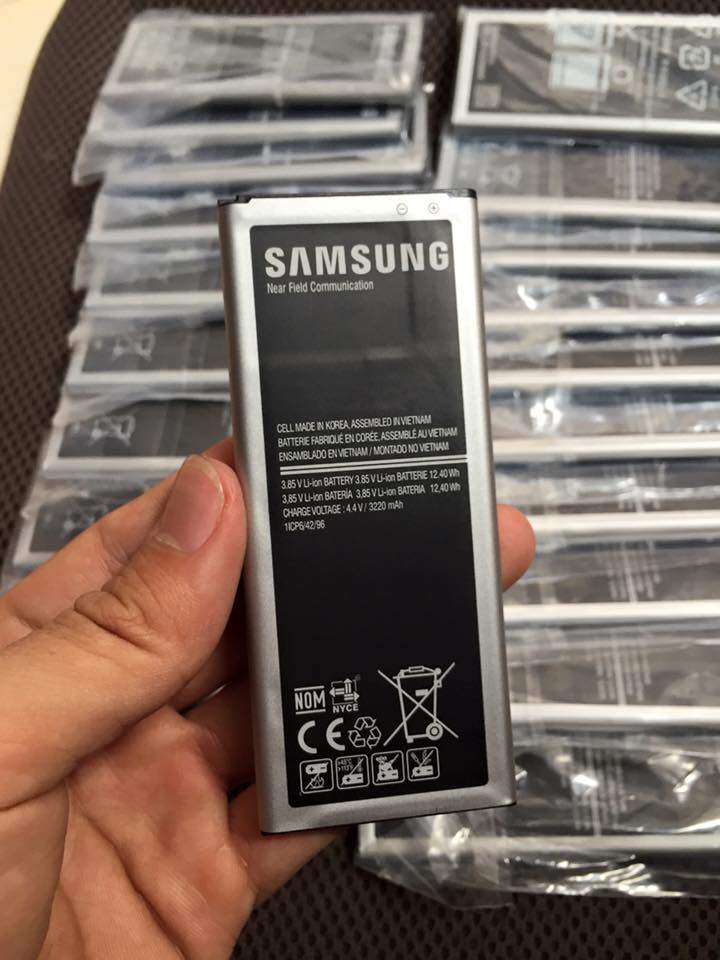 SAMSUNG
Near Field Communication
CELL MADE IN KOREA, ASSEMBLED IN VIETNAM
BATTERIE FABRIQUÉ EN CORÉE, ASSEMBLÉ AU VIETNAM
ENSAMBLADO EN VIETNAM / MONTADO NO VIETNAM
3.85 V Li-ion BATTERY 3.85 V Li-ion BATTERIE 12.40 Wh
3,85 V Li-ion BATERÍA 3,85 V Li-ion BATERIA 12,40 Wh
CHARGE VOLTAGE : 4.4 V / 3220 mAh
1ICP6/42/96
NOM
NYCE
CE
>45°C
>113°F